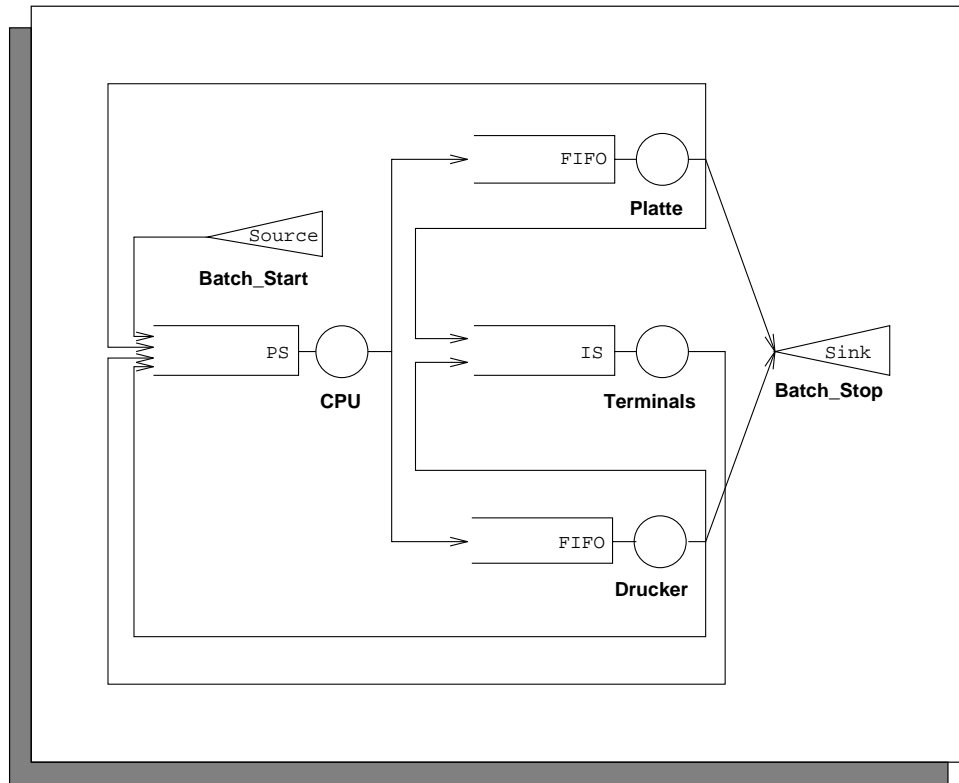 FIFO
Platte
Source
Batch_Start
PS
CPU
IS
Terminals
Sink
Batch_Stop
FIFO
Drucker